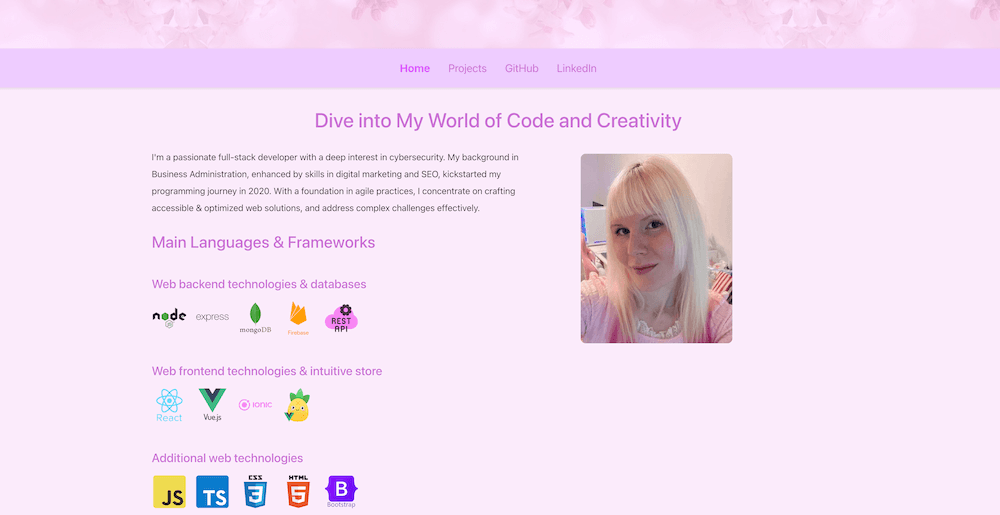 Home Projects GitHub LinkedIn
Dive into My World of Code and Creativity
I'm a passionate full-stack developer with a deep interest in cybersecurity. My background in
Business Administration, enhanced by skills in digital marketing and SEO, kickstarted my
programming journey in 2020. With a foundation in agile practices, I concentrate on crafting
accessible & optimized web solutions, and address complex challenges effectively.
Main Languages & Frameworks
Web backend technologies & databases
node express mongoDB Firebase REST API
JS
Web frontend technologies & intuitive store
React Vue.js IONIC
Additional web technologies
JS TS CSS 3 HTML 5 B Bootstrap